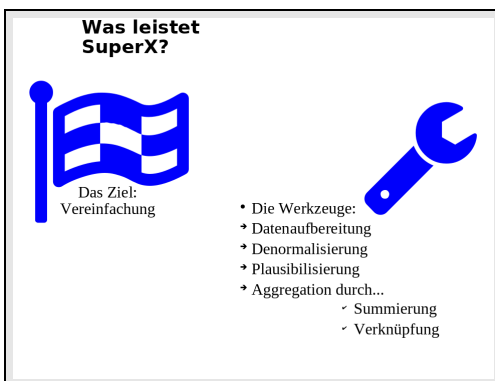 Was leistet
SuperX?
Das Ziel:
Vereinfachung
• Die Werkzeuge:
➔ Datenaufbereitung
➔ Denormalisierung
➔ Plausibilisierung
➔ Aggregation durch...
✓ Summierung
✓ Verknüpfung